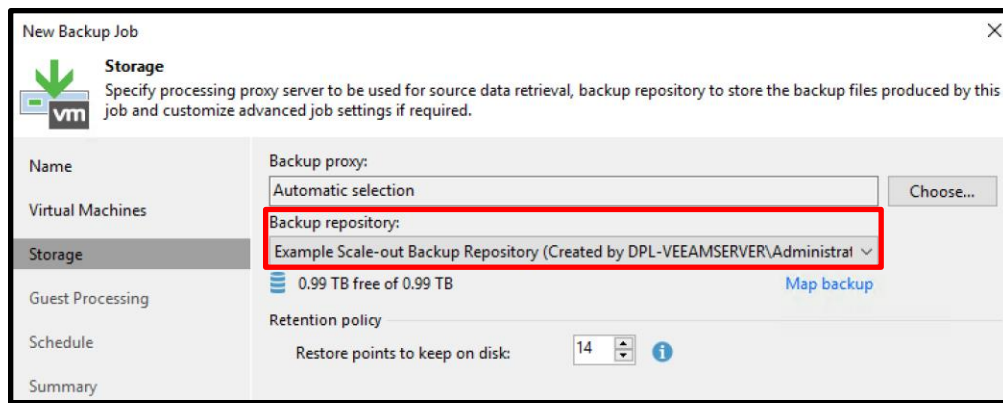 New Backup Job
Storage
Specify processing proxy server to be used for source data retrieval, backup repository to store the backup files produced by this
job and customize advanced job settings if required.
vm
Name
Virtual Machines
Storage
Guest Processing
Schedule
Summary
Backup proxy:
Automatic selection
Choose...
Backup repository:
Example Scale-out Backup Repository (Created by DPL-VEEAMSERVER\Administrat
0.99 TB free of 0.99 TB
Map backup
Retention policy
Restore points to keep on disk:
14